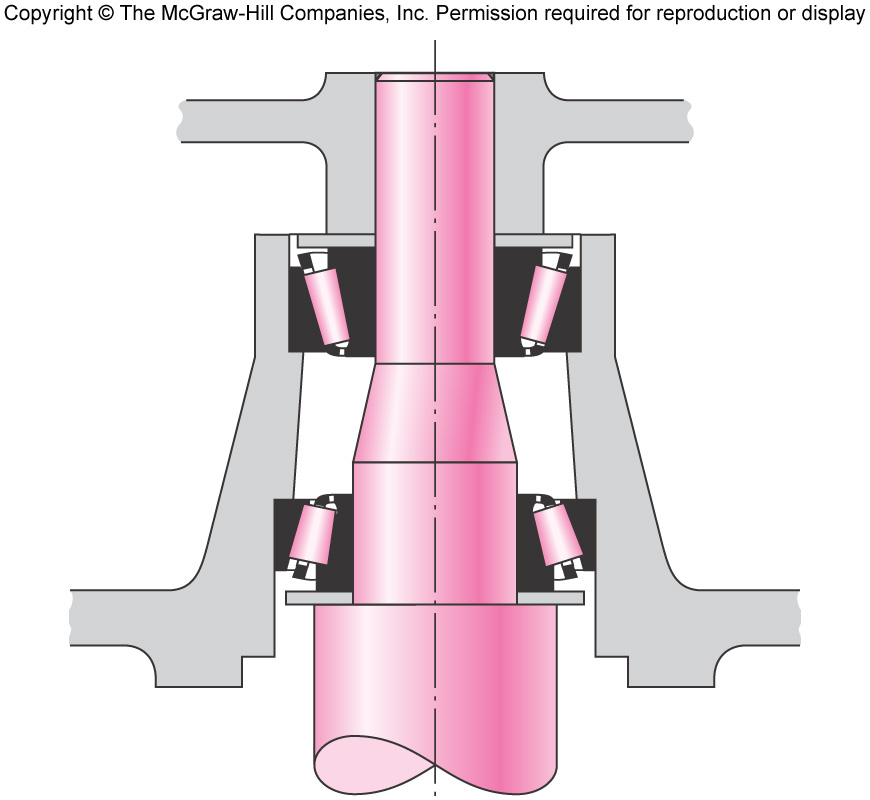 Copyright © The McGraw-Hill Companies, Inc. Permission required for reproduction or display